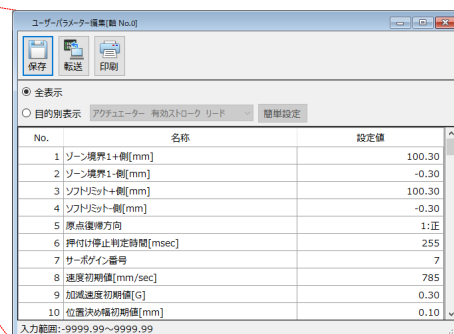 ユーザーパラメーター編集[軸 No.0]
保存 転送 印刷
全表示
目的別表示 アクチュエーター 有効ストローク リード 簡単設定
No. 名称 設定値
1 ゾーン境界1+側[mm] 100.30
2 ゾーン境界1-側[mm] -0.30
3 ソフトリミット+側[mm] 100.30
4 ソフトリミット-側[mm] -0.30
5 原点復帰方向 1:正
6 押付け停止判定時間[msec] 255
7 サーボゲイン番号 7
8 速度初期値[mm/sec] 785
9 加減速度初期値[G] 0.30
10 位置決め幅初期値[mm] 0.10
入力範囲:-9999.99～9999.99